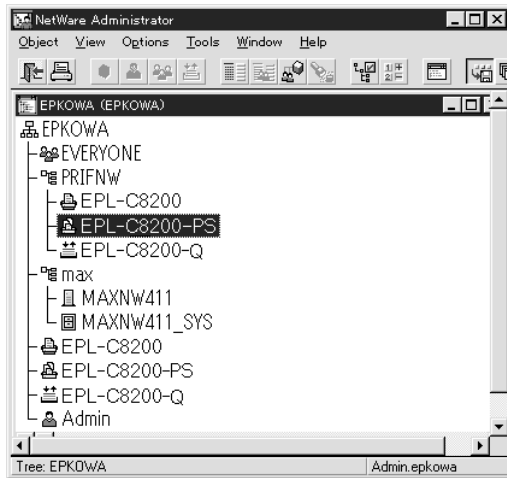 NetWare Administrator
Object View Options Tools Window Help
EPKOWA (EPKOWA)
EPKOWA
EVERYONE
PRIFNW
EPL-C8200
EPL-C8200-PS
EPL-C8200-Q
max
MAXNW411
MAXNW411_SYS
EPL-C8200
EPL-C8200-PS
EPL-C8200-Q
Admin
Tree: EPKOWA Admin.epkowa